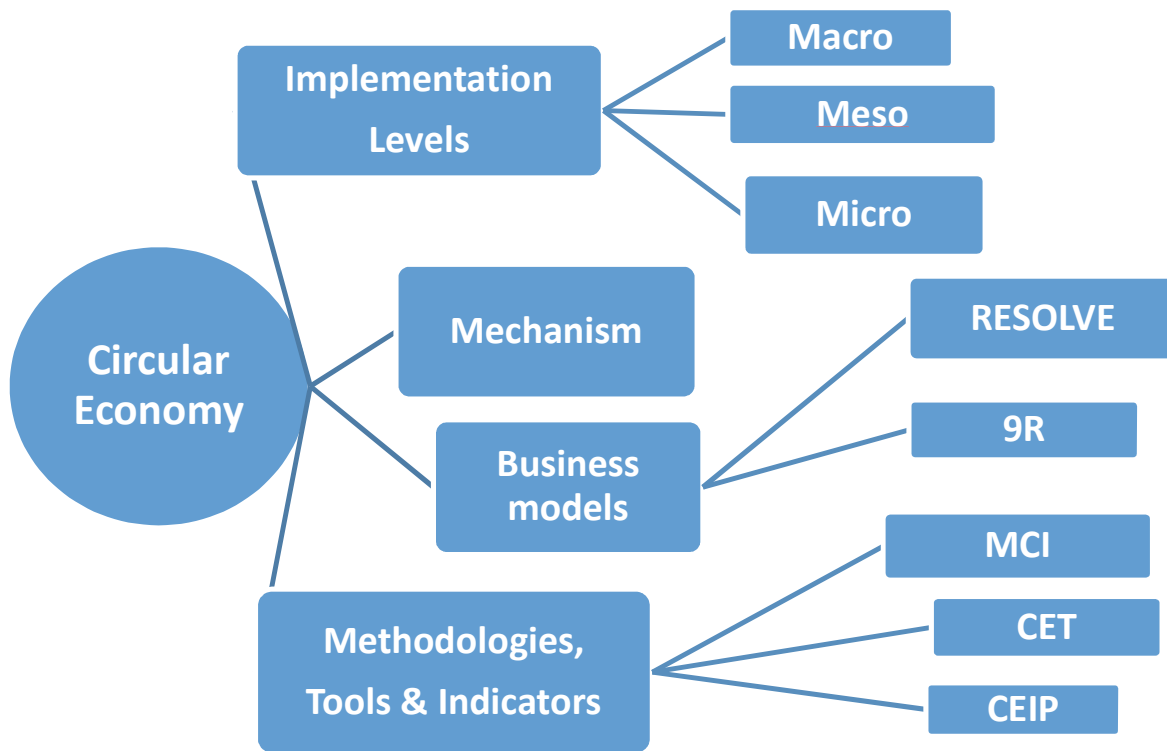 Circular
Economy
Implementation
Levels
Macro
Meso
Micro
Mechanism
Business
models
RESOLVE
9R
Methodologies,
Tools & Indicators
MCI
CET
CEIP